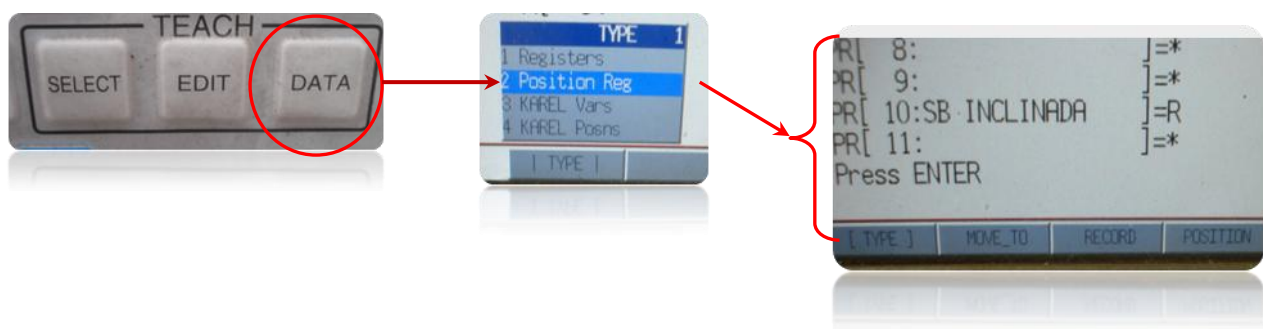 TEACH
SELECT EDIT DATA
TYPE 1
1 Registers
2 Position Reg
3 KAREL Vars
4 KAREL Posns
| TYPE |
PR[ 8: ]=*
PR[ 9: ]=*
PR[ 10:SB INCLINADA ]=R
PR[ 11: ]=*
Press ENTER
[ TYPE ] MOVE_TO RECORD POSITION